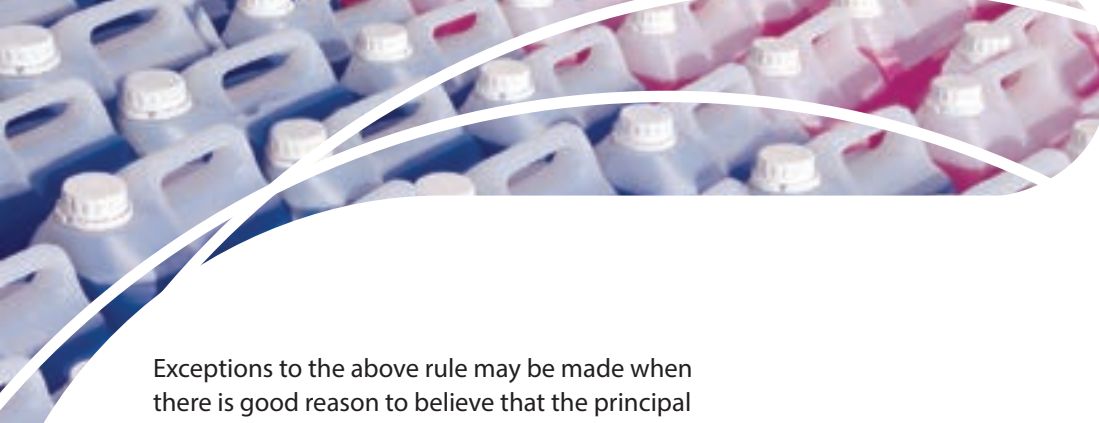 Exceptions to the above rule may be made when
there is good reason to believe that the principal